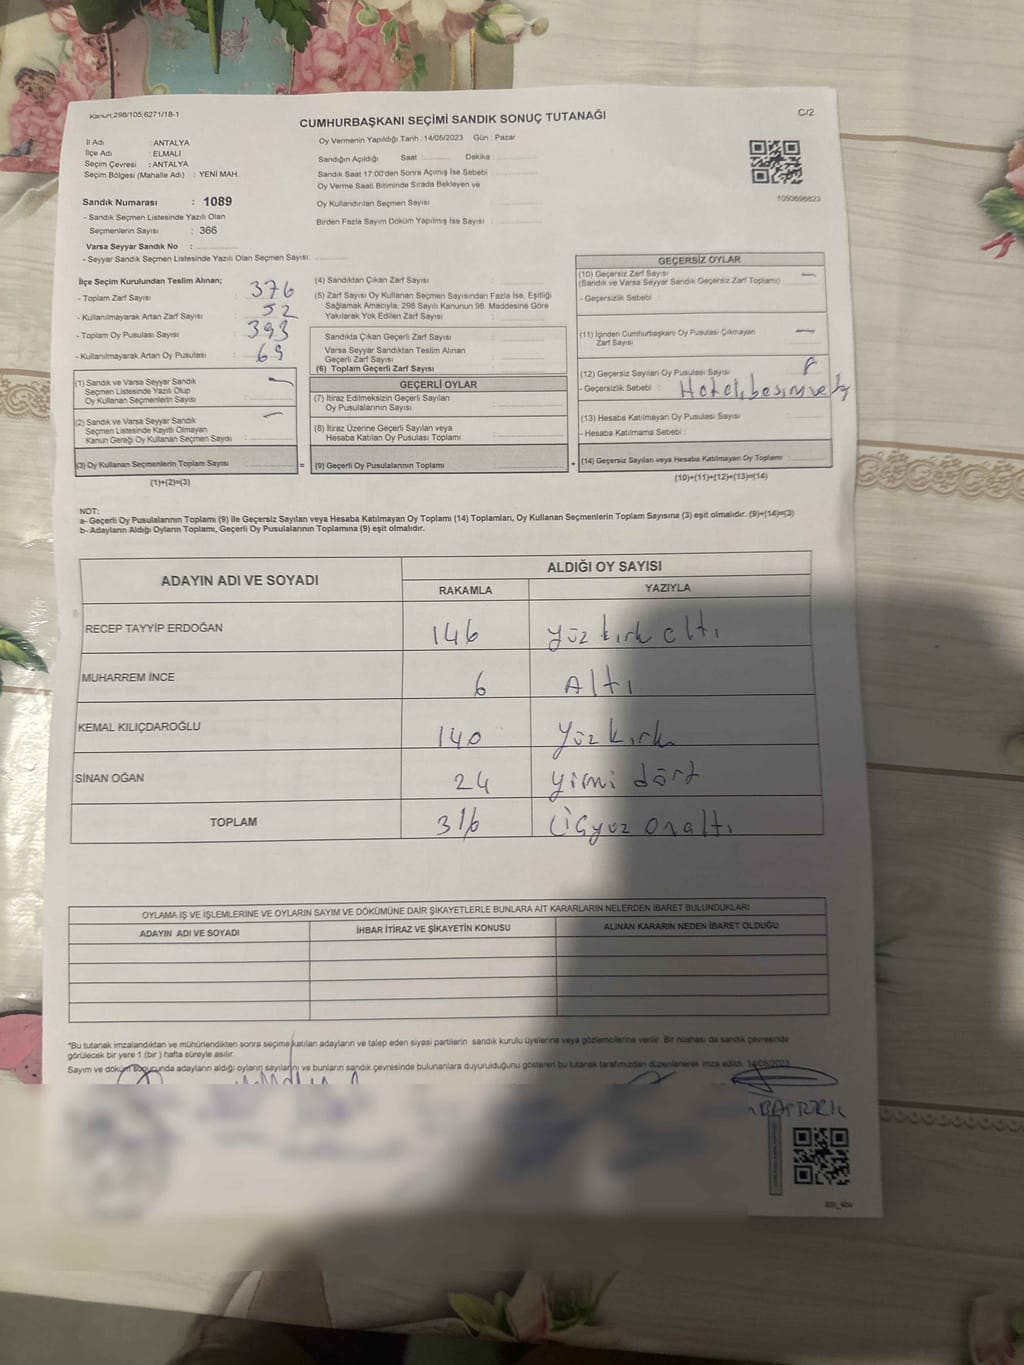 Kanun:298/105,6271/18-1
C/2
CUMHURBAŞKANI SEÇİMİ SANDIK SONUÇ TUTANAĞI
İl Adı : ANTALYA
İlçe Adı : ELMALI
Seçim Çevresi : ANTALYA
Seçim Bölgesi (Mahalle Adı) : YENİ MAH.
Sandık Numarası : 1089
- Sandık Seçmen Listesinde Yazılı Olan
Seçmenlerin Sayısı : 366
Varsa Seyyar Sandık No :
- Seyyar Sandık Seçmen Listesinde Yazılı Olan Seçmen Sayısı:
Oy Vermenin Yapıldığı Tarih : 14/05/2023 Gün : Pazar
Sandığın Açıldığı Saat : Dakika :
Sandık Saat 17:00'den Sonra Açılmış İse Sebebi :
Oy Verme Saati Bitiminde Sırada Bekleyen ve
Oy Kullandırılan Seçmen Sayısı :
Birden Fazla Sayım Döküm Yapılmış İse Sayısı :
1093698623
İlçe Seçim Kurulundan Teslim Alınan;
- Toplam Zarf Sayısı : 376
- Kullanılmayarak Artan Zarf Sayısı : 52
- Toplam Oy Pusulası Sayısı : 393
- Kullanılmayarak Artan Oy Pusulası : 69
(1) Sandık ve Varsa Seyyar Sandık
Seçmen Listesinde Yazılı Olup
Oy Kullanan Seçmenlerin Sayısı :
(2) Sandık ve Varsa Seyyar Sandık
Seçmen Listesinde Kayıtlı Olmayan
Kanun Gereği Oy Kullanan Seçmen Sayısı :
(3) Oy Kullanan Seçmenlerin Toplam Sayısı :
(1)+(2)=(3)
(4) Sandıktan Çıkan Zarf Sayısı :
(5) Zarf Sayısı Oy Kullanan Seçmen Sayısından Fazla İse, Eşitliği
Sağlamak Amacıyla, 298 Sayılı Kanunun 98. Maddesine Göre
Yakılarak Yok Edilen Zarf Sayısı :
Sandıkta Çıkan Geçerli Zarf Sayısı :
Varsa Seyyar Sandıktan Teslim Alınan
Geçerli Zarf Sayısı :
(6) Toplam Geçerli Zarf Sayısı :
GEÇERLİ OYLAR
(7) İtiraz Edilmeksizin Geçerli Sayılan
Oy Pusulalarının Sayısı :
(8) İtiraz Üzerine Geçerli Sayılan veya
Hesaba Katılan Oy Pusulası Toplamı :
= (9) Geçerli Oy Pusulalarının Toplamı :
GEÇERSİZ OYLAR
(10) Geçersiz Zarf Sayısı :
(Sandık ve Varsa Seyyar Sandık Geçersiz Zarf Toplamı)
- Geçersizlik Sebebi :
(11) İçinden Cumhurbaşkanı Oy Pusulası Çıkmayan
Zarf Sayısı :
(12) Geçersiz Sayılan Oy Pusulası Sayısı :
- Geçersizlik Sebebi :
(13) Hesaba Katılmayan Oy Pusulası Sayısı :
- Hesaba Katılmama Sebebi :
+ (14) Geçersiz Sayılan veya Hesaba Katılmayan Oy Toplamı :
(10)+(11)+(12)+(13)=(14)
NOT:
a- Geçerli Oy Pusulalarının Toplamı (9) ile Geçersiz Sayılan veya Hesaba Katılmayan Oy Toplamı (14) Toplamları, Oy Kullanan Seçmenlerin Toplam Sayısına (3) eşit olmalıdır. (9)+(14)=(3)
b- Adayların Aldığı Oyların Toplamı, Geçerli Oy Pusulalarının Toplamına (9) eşit olmalıdır.
ADAYIN ADI VE SOYADI
ALDIĞI OY SAYISI
RAKAMLA YAZIYLA
RECEP TAYYİP ERDOĞAN 146 yüz kırk altı
MUHARREM İNCE 6 Altı
KEMAL KILIÇDAROĞLU 140 yüz kırk
SİNAN OĞAN 24 yirmi dört
TOPLAM 316 üçyüz onaltı
OYLAMA İŞ VE İŞLEMLERİNE VE OYLARIN SAYIM VE DÖKÜMÜNE DAİR ŞİKAYETLERLE BUNLARA AİT KARARLARIN NELERDEN İBARET BULUNDUKLARI
ADAYIN ADI VE SOYADI İHBAR İTİRAZ VE ŞİKAYETİN KONUSU ALINAN KARARIN NEDEN İBARET OLDUĞU
*Bu tutanak imzalandıktan ve mühürlendikten sonra seçime katılan adayların ve talep eden siyasi partilerin sandık kurulu üyelerine veya gözlemcilerine verilir. Bir nüshası da sandık çevresinde
görülecek bir yere 1 (bir) hafta süreyle asılır.
Sayım ve döküm sonucunda adayların aldığı oyların sayılarını ve bunların sandık çevresinde bulunanlara duyurulduğunu gösteren bu tutanak tarafımızdan düzenlenerek imza edildi. 14/05/2023